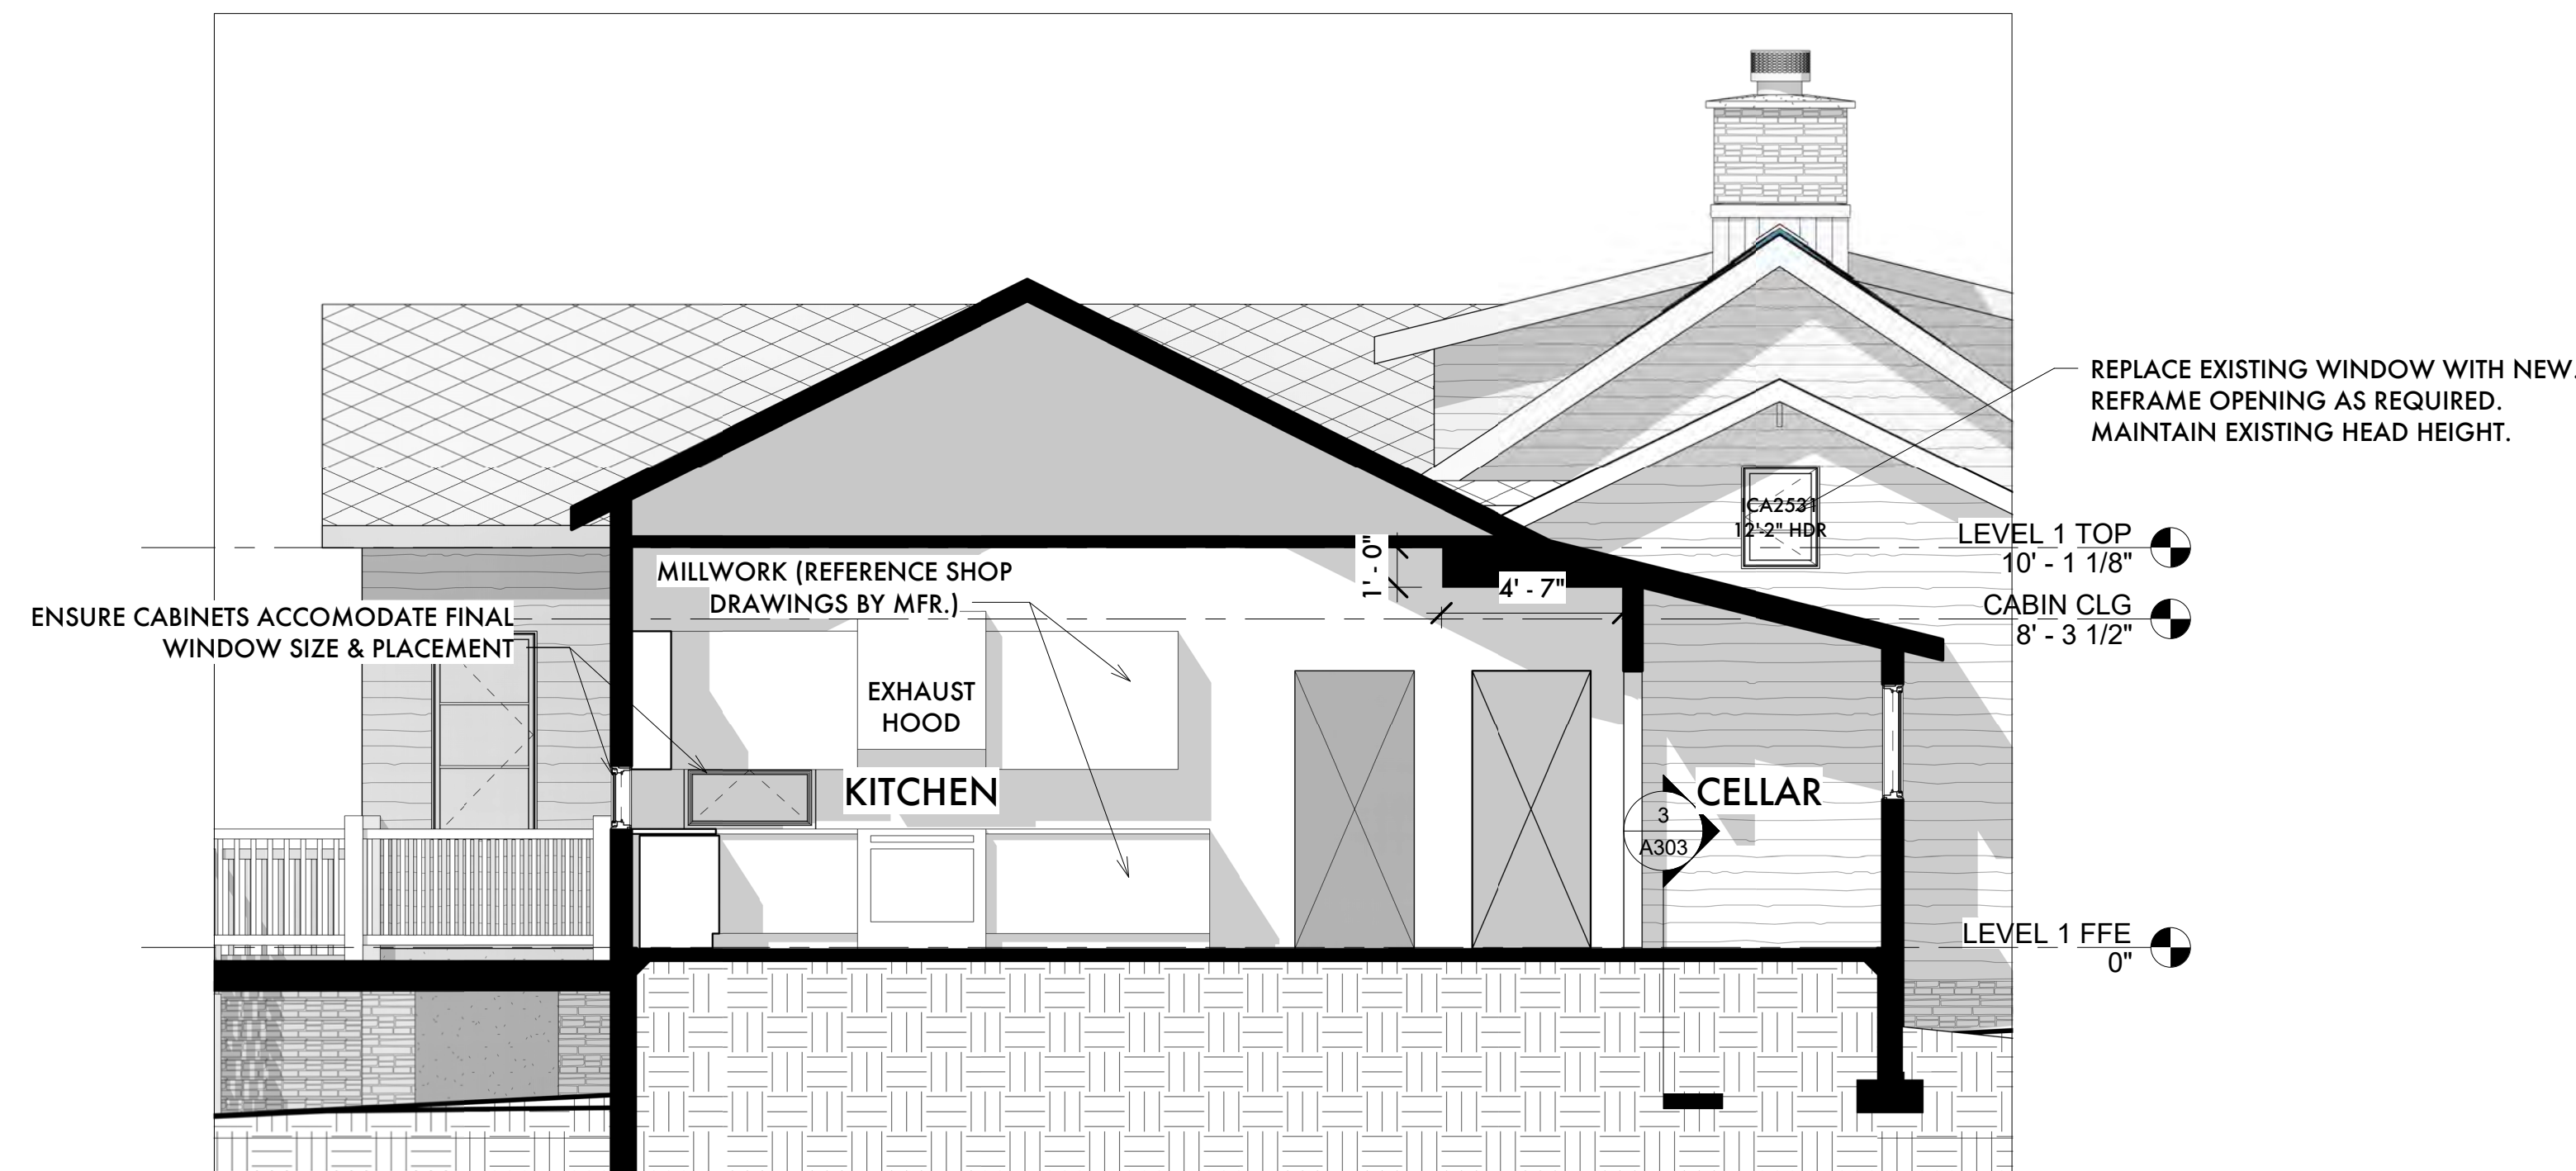 REPLACE EXISTING WINDOW WITH NEW.
REFRAME OPENING AS REQUIRED.
MAINTAIN EXISTING HEAD HEIGHT.
ICA2531
12'-2" HDR
LEVEL 1 TOP
10' - 1 1/8"
1' - 0"
4' - 7"
MILLWORK (REFERENCE SHOP
DRAWINGS BY MFR.)
ENSURE CABINETS ACCOMODATE FINAL
WINDOW SIZE & PLACEMENT
CABIN CLG
8' - 3 1/2"
EXHAUST
HOOD
KITCHEN
CELLAR
3
A303
LEVEL 1 FFE
0"